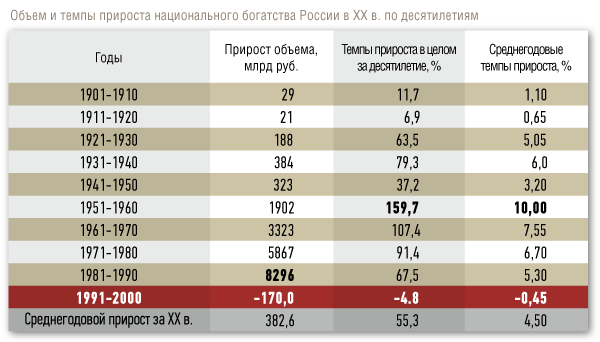 Объем и темпы прироста национального богатства России в XX в. по десятилетиям
Годы Прирост объема, млрд руб. Темпы прироста в целом за десятилетие, % Среднегодовые темпы прироста, %
1901-1910 29 11,7 1,10
1911-1920 21 6,9 0,65
1921-1930 188 63,5 5,05
1931-1940 384 79,3 6,0
1941-1950 323 37,2 3,20
1951-1960 1902 159,7 10,00
1961-1970 3323 107,4 7,55
1971-1980 5867 91,4 6,70
1981-1990 8296 67,5 5,30
1991-2000 -170,0 -4.8 -0,45
Среднегодовой прирост за XX в. 382,6 55,3 4,50